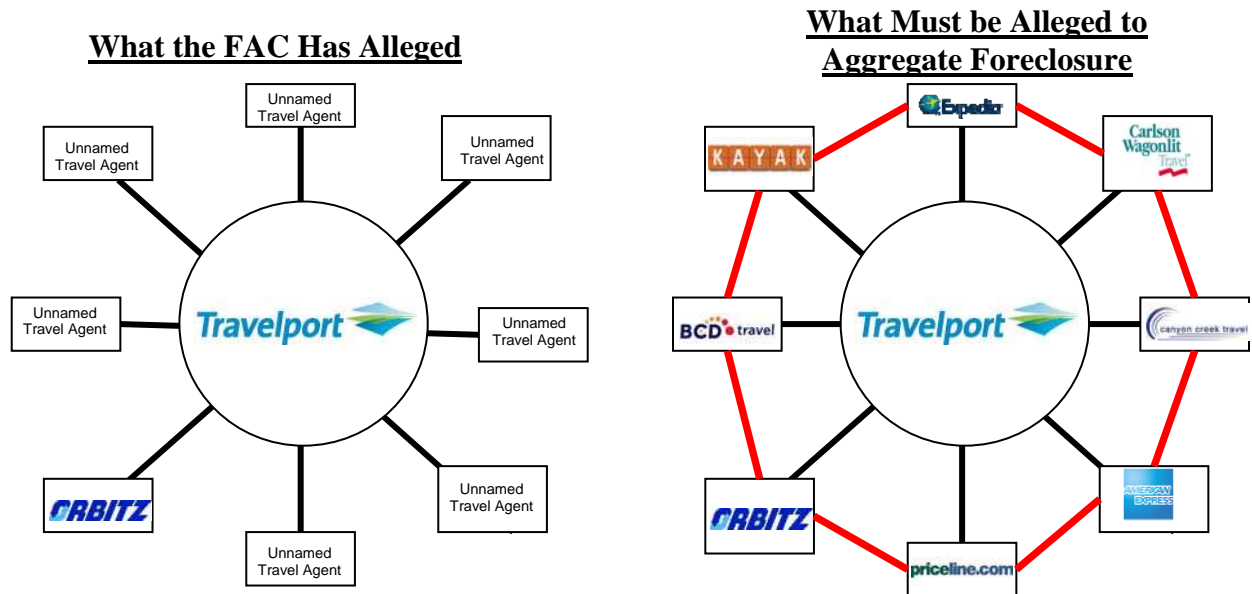 What the FAC Has Alleged
Unnamed
Travel Agent
Unnamed
Travel Agent
Unnamed
Travel Agent
Unnamed
Travel Agent
Travelport
Unnamed
Travel Agent
ORBITZ
Unnamed
Travel Agent
Unnamed
Travel Agent
What Must be Alleged to
Aggregate Foreclosure
Expedia
KAYAK
Carlson
Wagonlit
Travel
BCD travel
Travelport
canyon creek travel
ORBITZ
AMERICAN
EXPRESS
priceline.com